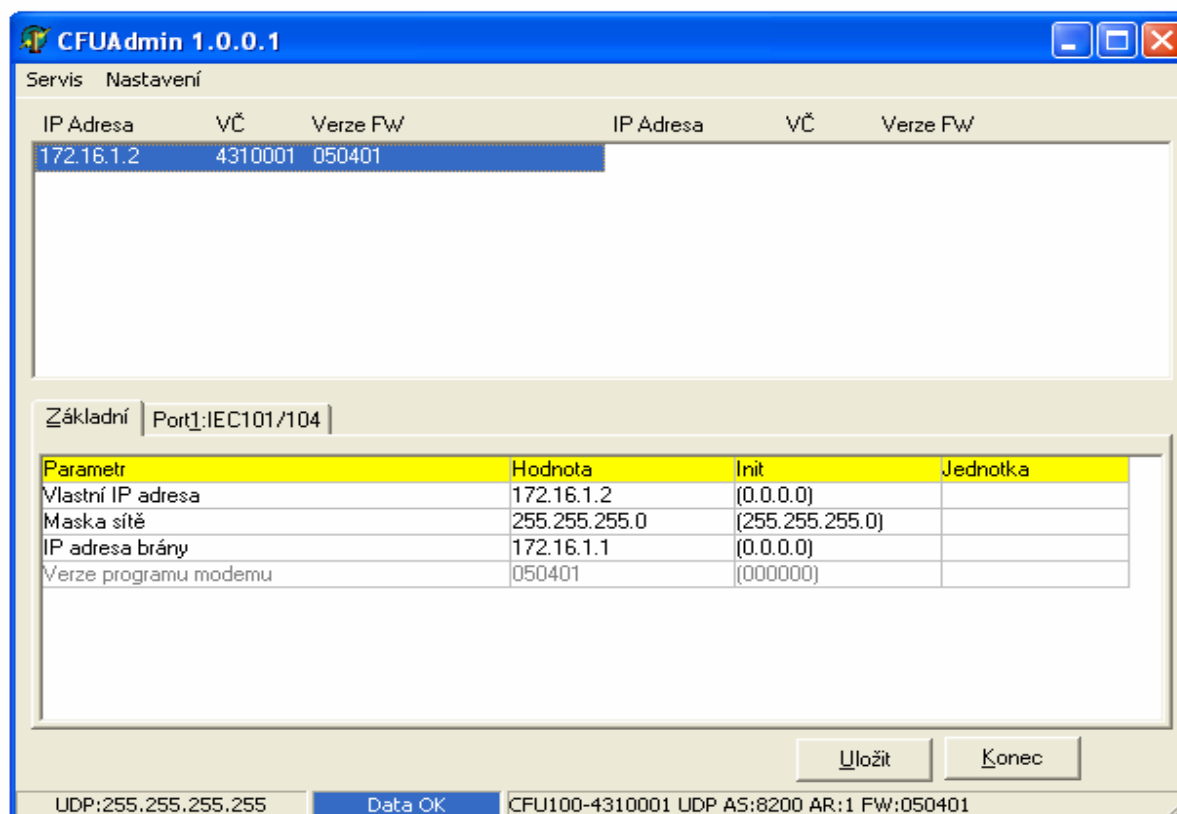 CFUAdmin 1.0.0.1
Servis Nastavení
IP Adresa VČ Verze FW IP Adresa VČ Verze FW
172.16.1.2 4310001 050401
Základní Port1:IEC101/104
Parametr Hodnota Init Jednotka
Vlastní IP adresa 172.16.1.2 (0.0.0.0)
Maska sítě 255.255.255.0 (255.255.255.0)
IP adresa brány 172.16.1.1 (0.0.0.0)
Verze programu modemu 050401 (000000)
Uložit Konec
UDP:255.255.255.255 Data OK CFU100-4310001 UDP AS:8200 AR:1 FW:050401